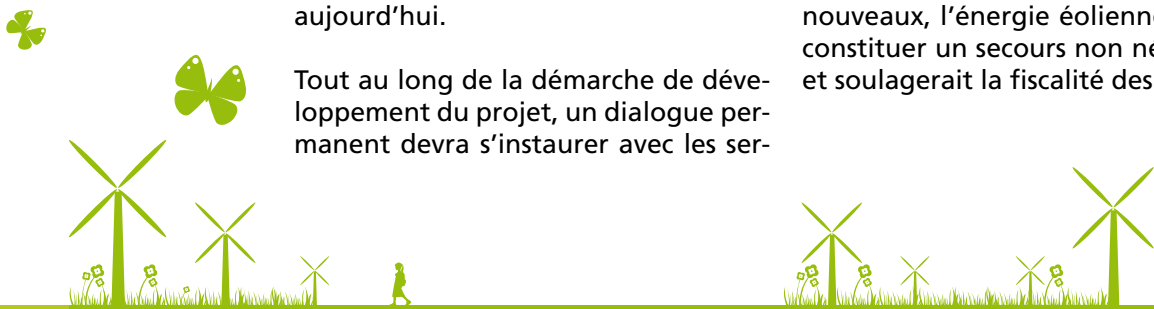 aujourd’hui.
Tout au long de la démarche de déve-
loppement du projet, un dialogue per-
manent devra s’instaurer avec les ser-
nouveaux, l’énergie éolienn
constituer un secours non ne
et soulagerait la fiscalité des